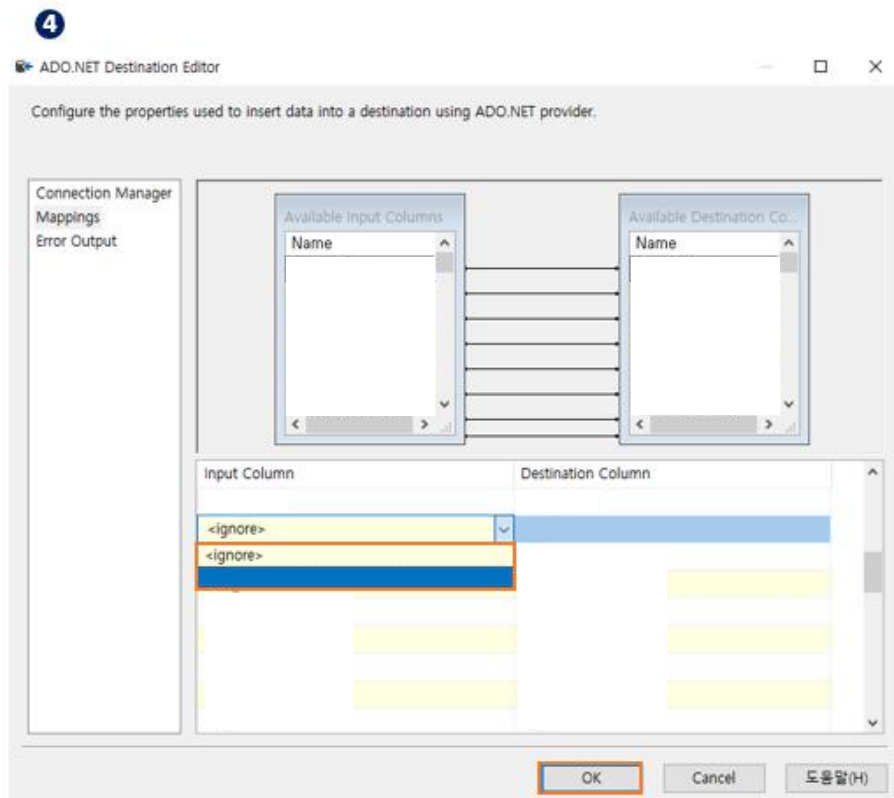 4
ADO.NET Destination Editor
Configure the properties used to insert data into a destination using ADO.NET provider.
Connection Manager
Mappings
Error Output
Available Input Columns
Name
Available Destination Co...
Name
Input Column
Destination Column
<ignore>
<ignore>
OK
Cancel
도움말(H)